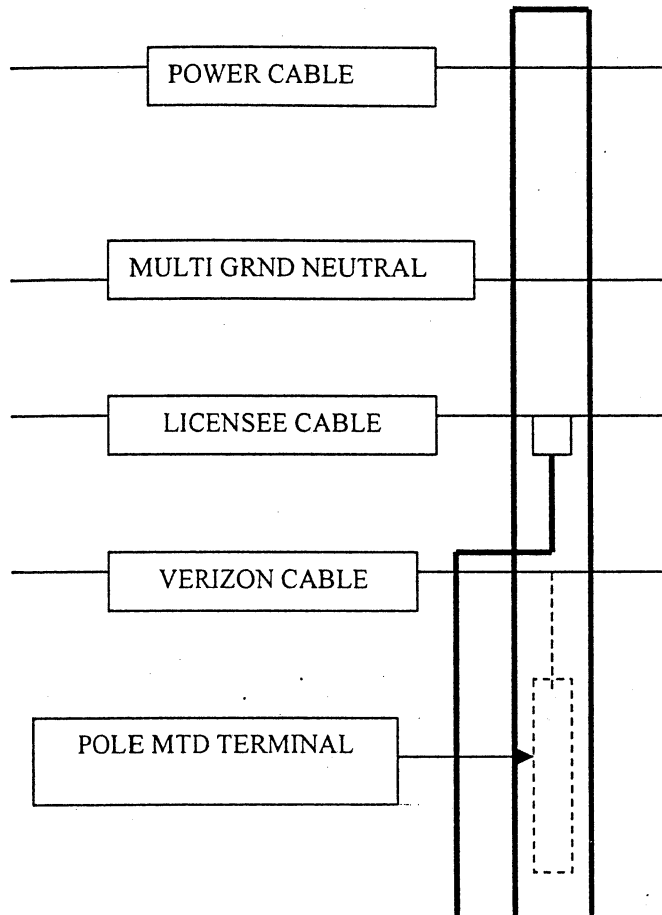 POWER CABLE
MULTI GRND NEUTRAL
LICENSEE CABLE
VERIZON CABLE
POLE MTD TERMINAL